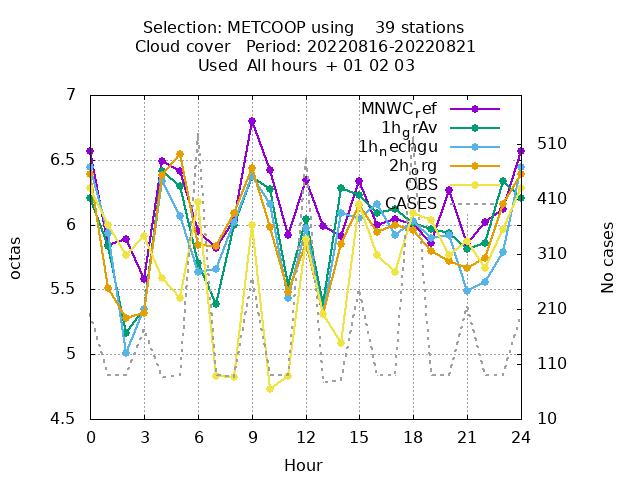 Selection: METCOOP using 39 stations
Cloud cover Period: 20220816-20220821
Used All hours + 01 02 03
MNWC_ref
1h_grAv
1h_nechgu
2h_org
OBS
CASES
7
6.5
6
5.5
5
4.5
octas
510
410
310
210
110
10
No cases
0 3 6 9 12 15 18 21 24
Hour